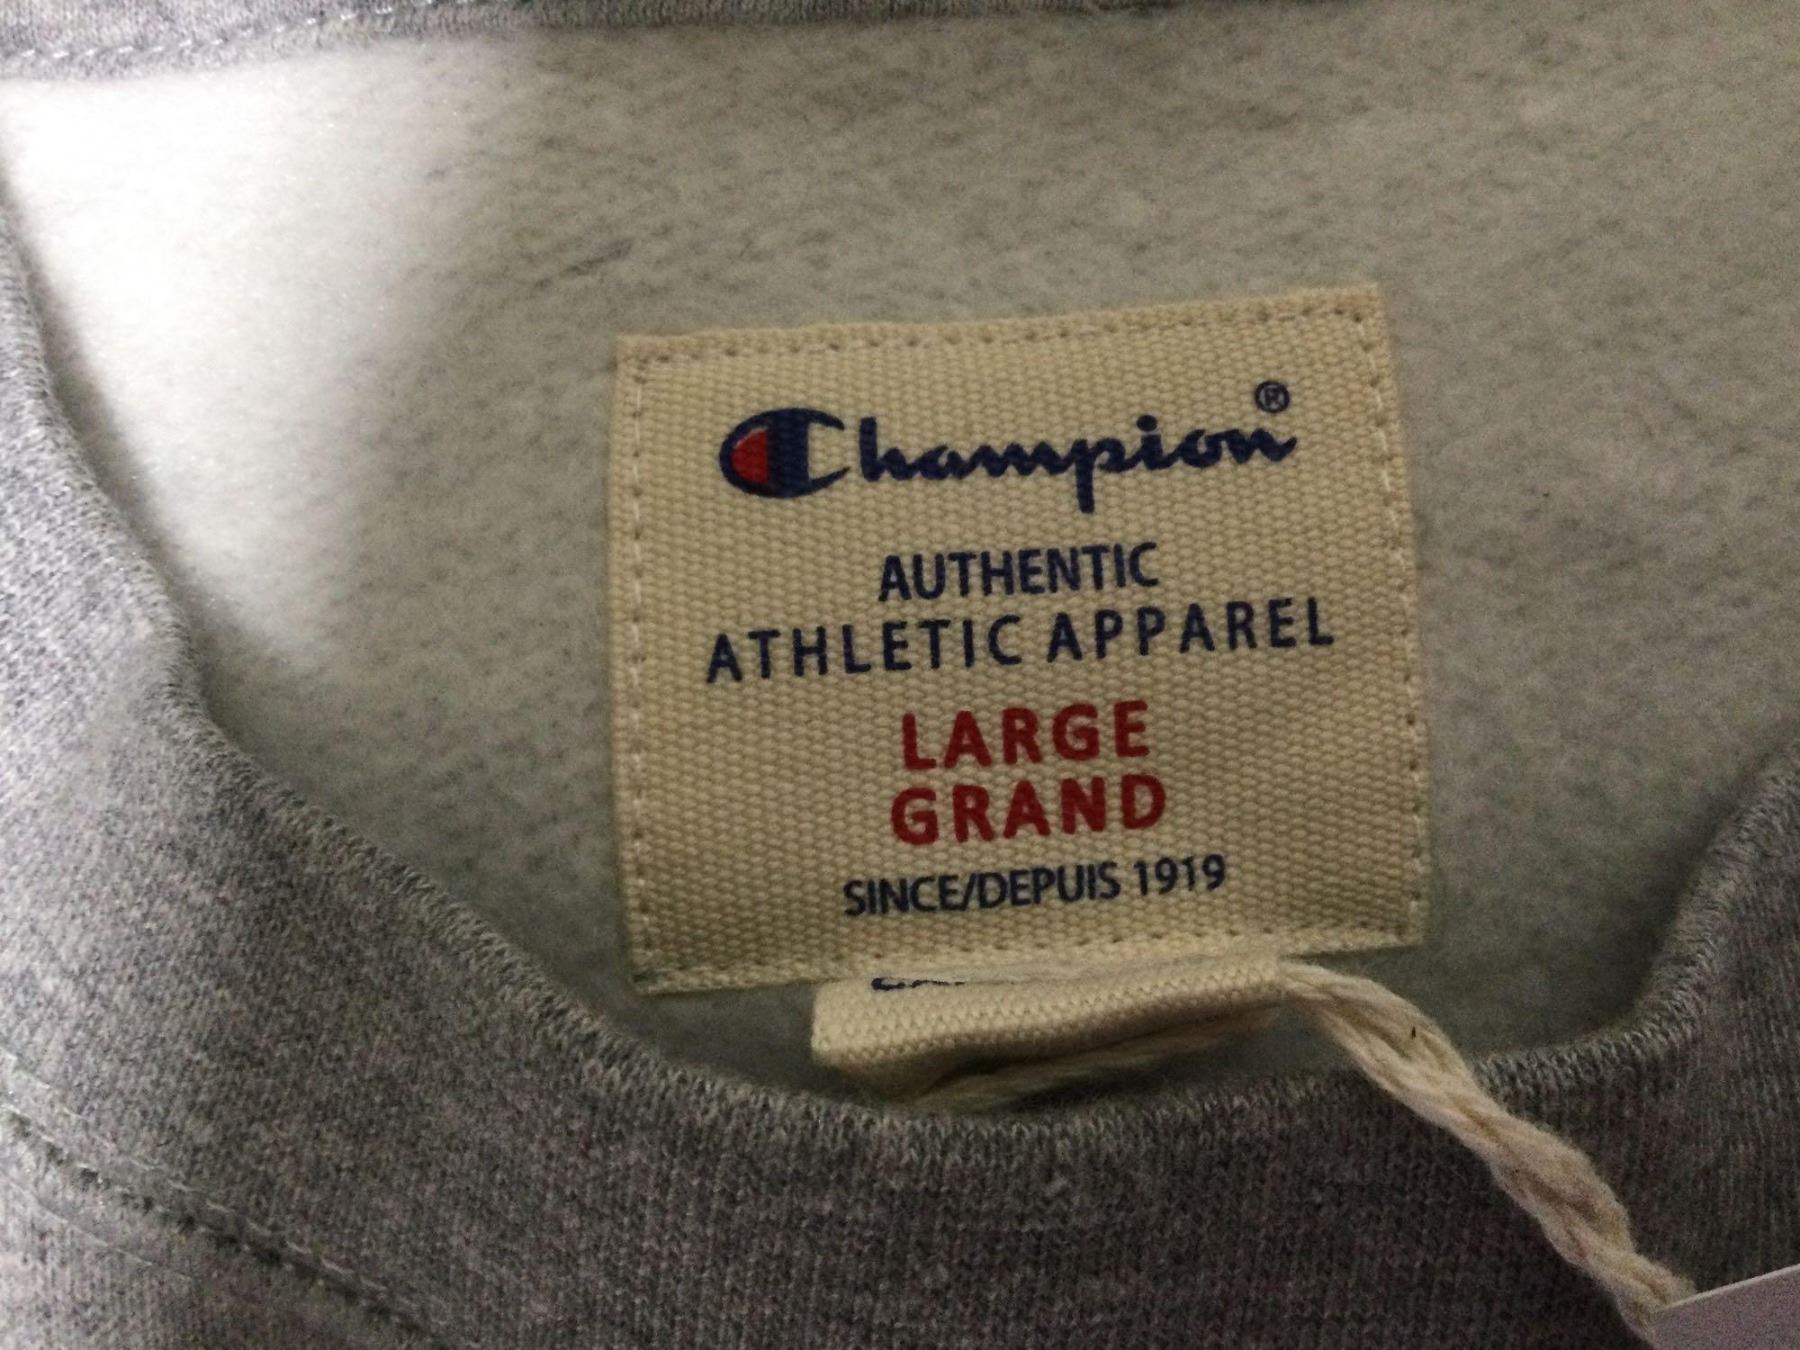 Champion®
AUTHENTIC
ATHLETIC APPAREL
LARGE
GRAND
SINCE/DEPUIS 1919